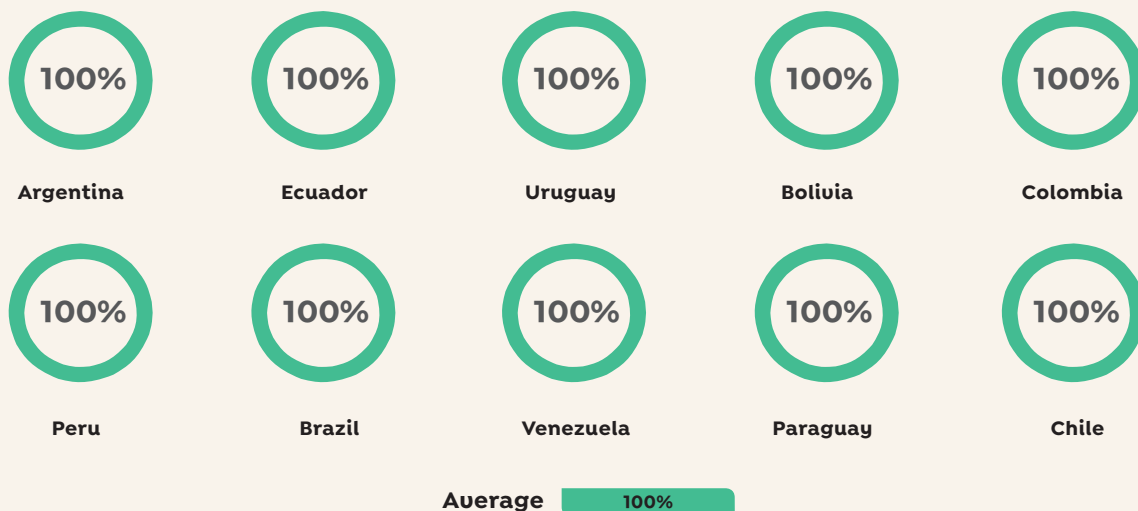 100% 100% 100% 100% 100%
Argentina Ecuador Uruguay Bolivia Colombia
100% 100% 100% 100% 100%
Peru Brazil Venezuela Paraguay Chile
Average 100%